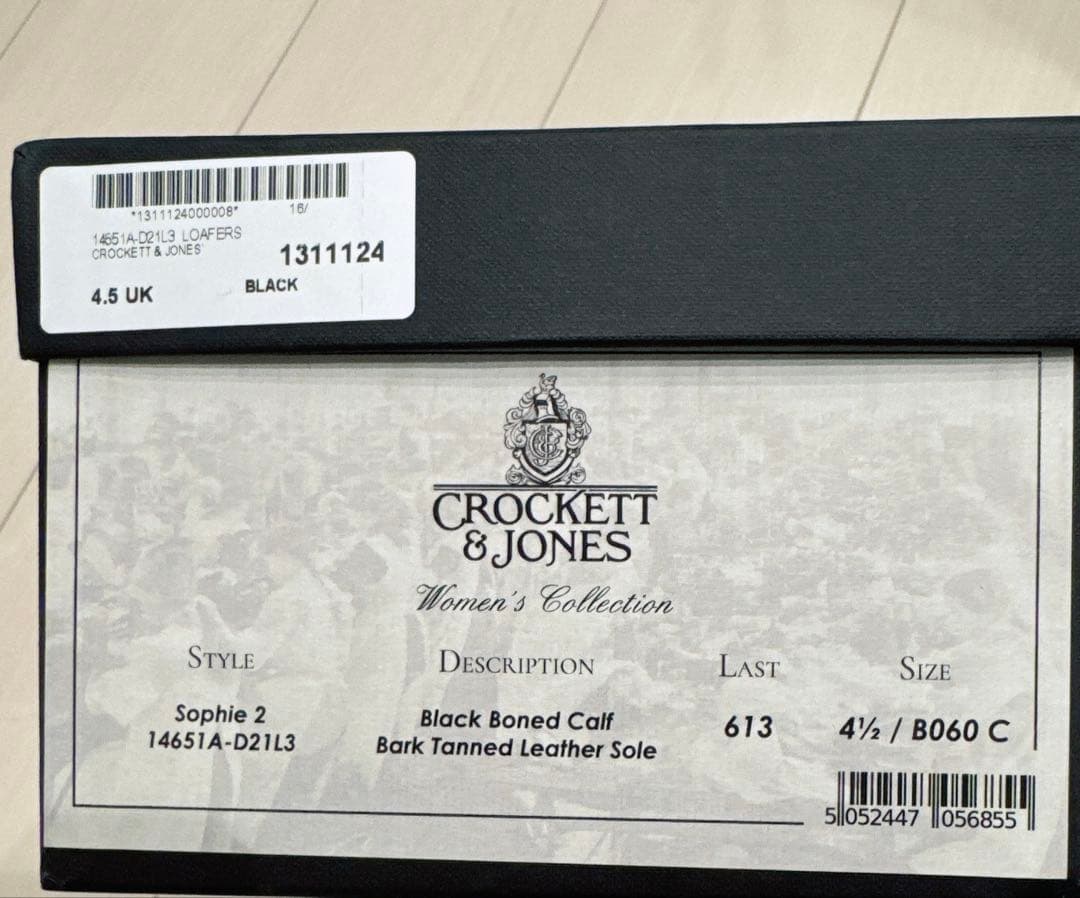 *1311124000008* 16/
14651A-D21L3 LOAFERS
CROCKETT & JONES'
1311124
4.5 UK BLACK
CROCKETT
& JONES
Women's Collection
STYLE DESCRIPTION LAST SIZE
Sophie 2 Black Boned Calf 613 4½ / B060 C
14651A-D21L3 Bark Tanned Leather Sole
5 052447 056855